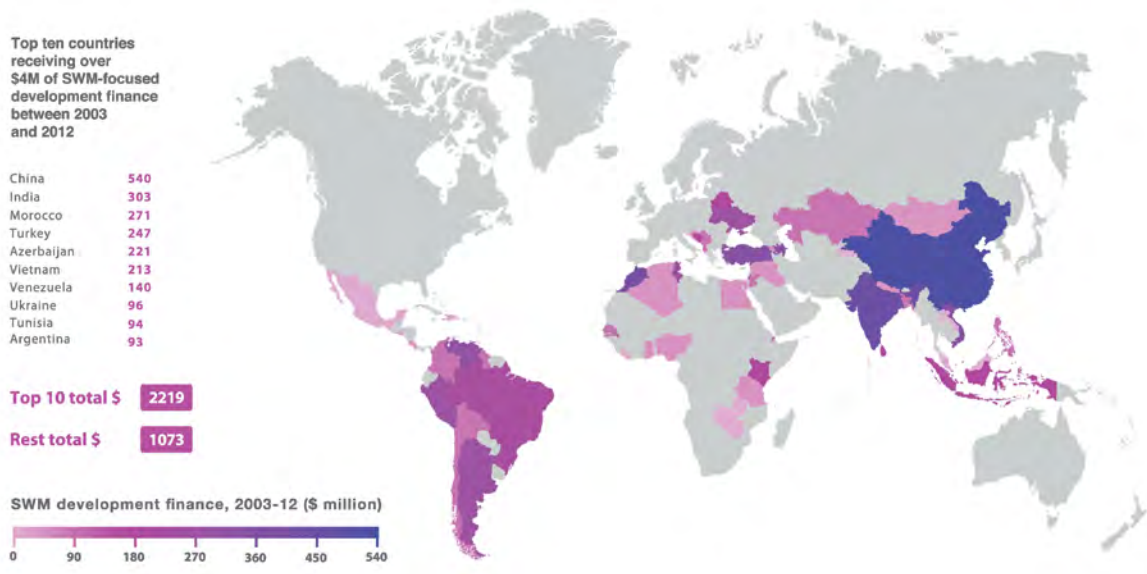 Top ten countries
receiving over
$4M of SWM-focused
development finance
between 2003
and 2012
China 540
India 303
Morocco 271
Turkey 247
Azerbaijan 221
Vietnam 213
Venezuela 140
Ukraine 96
Tunisia 94
Argentina 93
Top 10 total $ 2219
Rest total $ 1073
SWM development finance, 2003-12 ($ million)
0 90 180 270 360 450 540